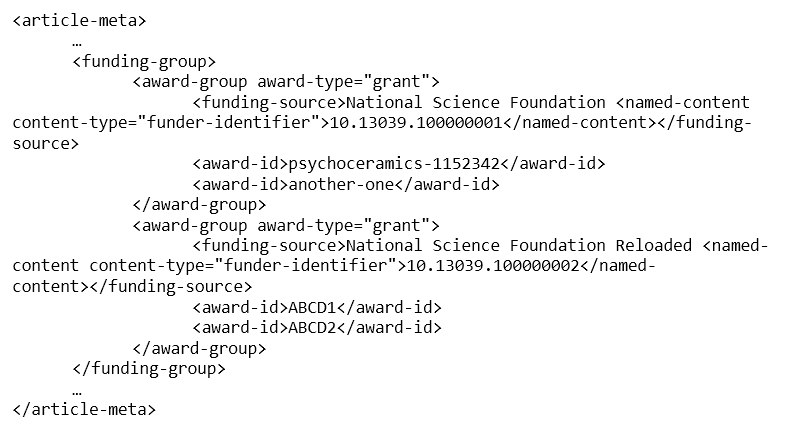 <article-meta>
…
<funding-group>
<award-group award-type="grant">
<funding-source>National Science Foundation <named-content
content-type="funder-identifier">10.13039.100000001</named-content></funding-
source>
<award-id>psychoceramics-1152342</award-id>
<award-id>another-one</award-id>
</award-group>
<award-group award-type="grant">
<funding-source>National Science Foundation Reloaded <named-
content content-type="funder-identifier">10.13039.100000002</named-
content></funding-source>
<award-id>ABCD1</award-id>
<award-id>ABCD2</award-id>
</award-group>
</funding-group>
…
</article-meta>